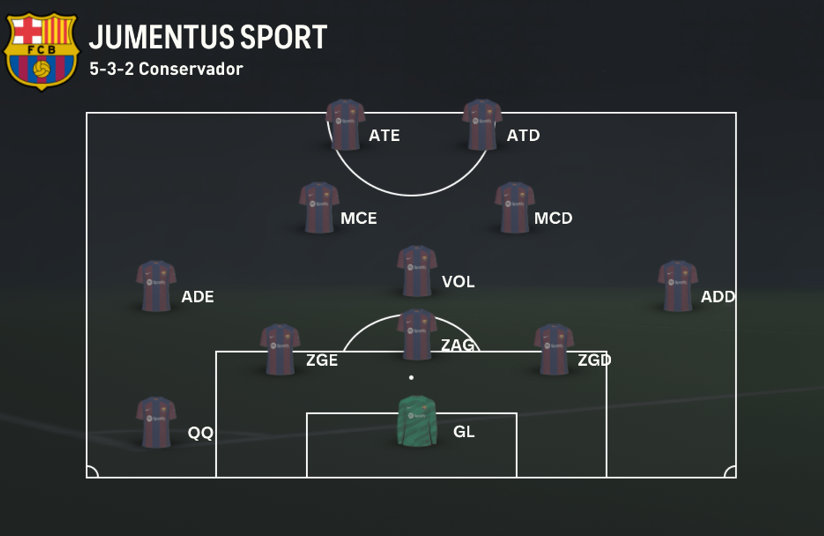 JUMENTUS SPORT
5-3-2 Conservador
FCB
ATE
ATD
MCE
MCD
VOL
ADE
ADD
ZAG
ZGE
ZGD
QQ
GL